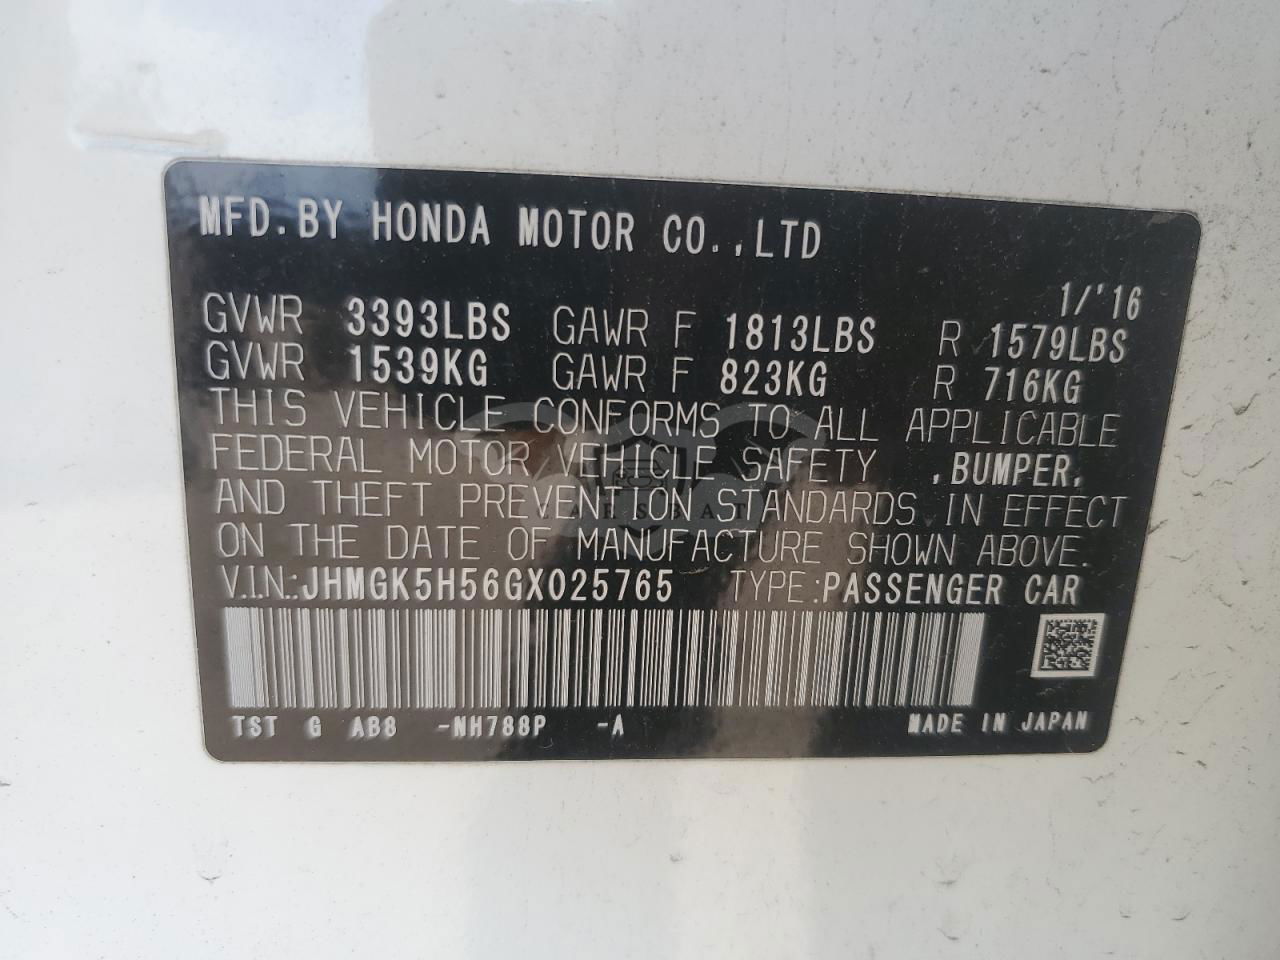 MFD.BY HONDA MOTOR CO.,LTD
1/'16
GVWR 3393LBS GAWR F 1813LBS R 1579LBS
GVWR 1539KG GAWR F 823KG R 716KG
THIS VEHICLE CONFORMS TO ALL APPLICABLE
FEDERAL MOTOR VEHICLE SAFETY ,BUMPER,
AND THEFT PREVENTION STANDARDS IN EFFECT
ON THE DATE OF MANUFACTURE SHOWN ABOVE.
V.I.N.:JHMGK5H56GX025765 TYPE:PASSENGER CAR
TST G AB8 -NH788P -A MADE IN JAPAN
CARSBAT